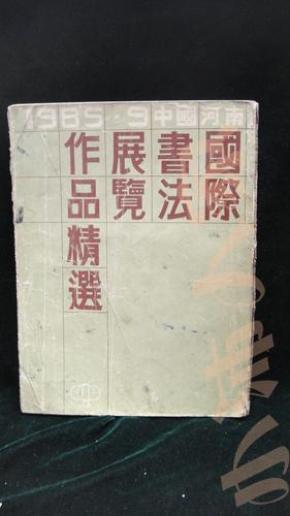 1985·9中國河南
國際
書法
展覽
作品精選